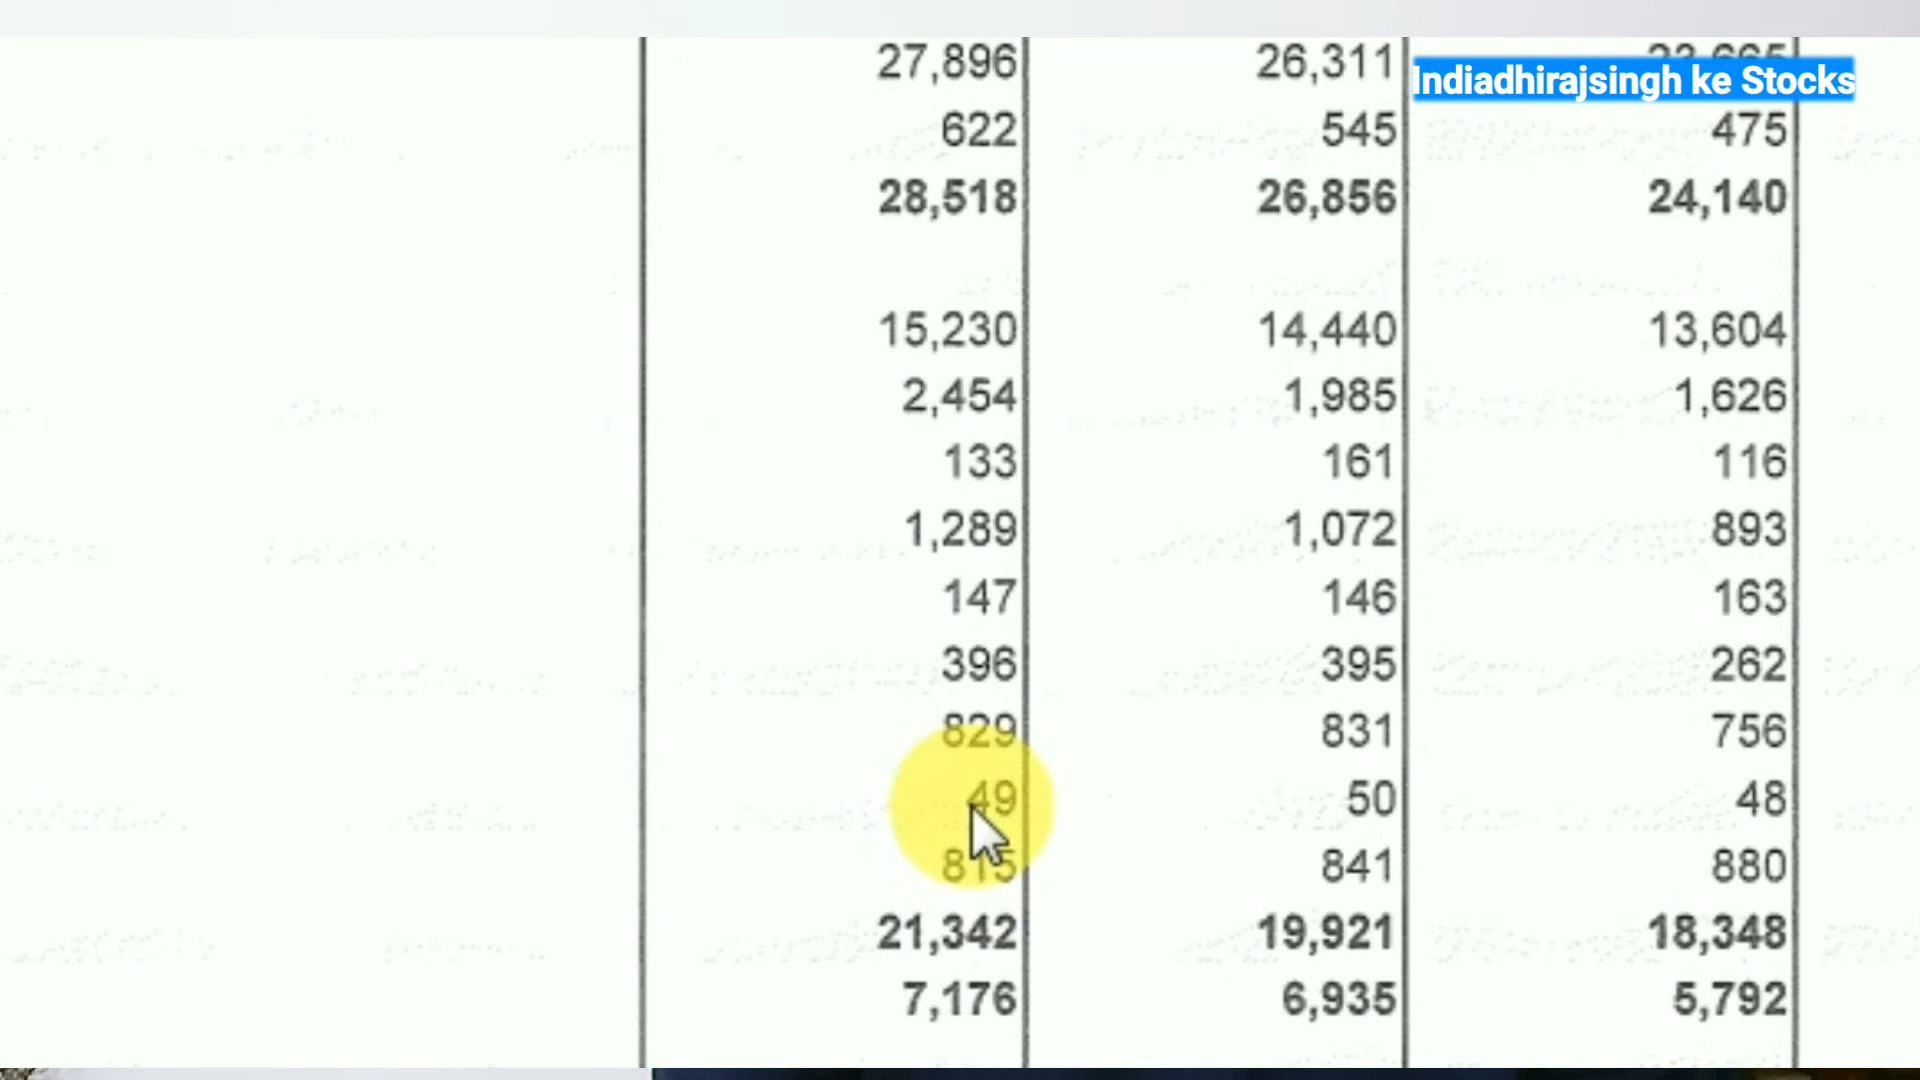 27,896 26,311 23,665
Indiadhirajsingh ke Stocks
622 545 475
28,518 26,856 24,140
15,230 14,440 13,604
2,454 1,985 1,626
133 161 116
1,289 1,072 893
147 146 163
396 395 262
829 831 756
49 50 48
815 841 880
21,342 19,921 18,348
7,176 6,935 5,792